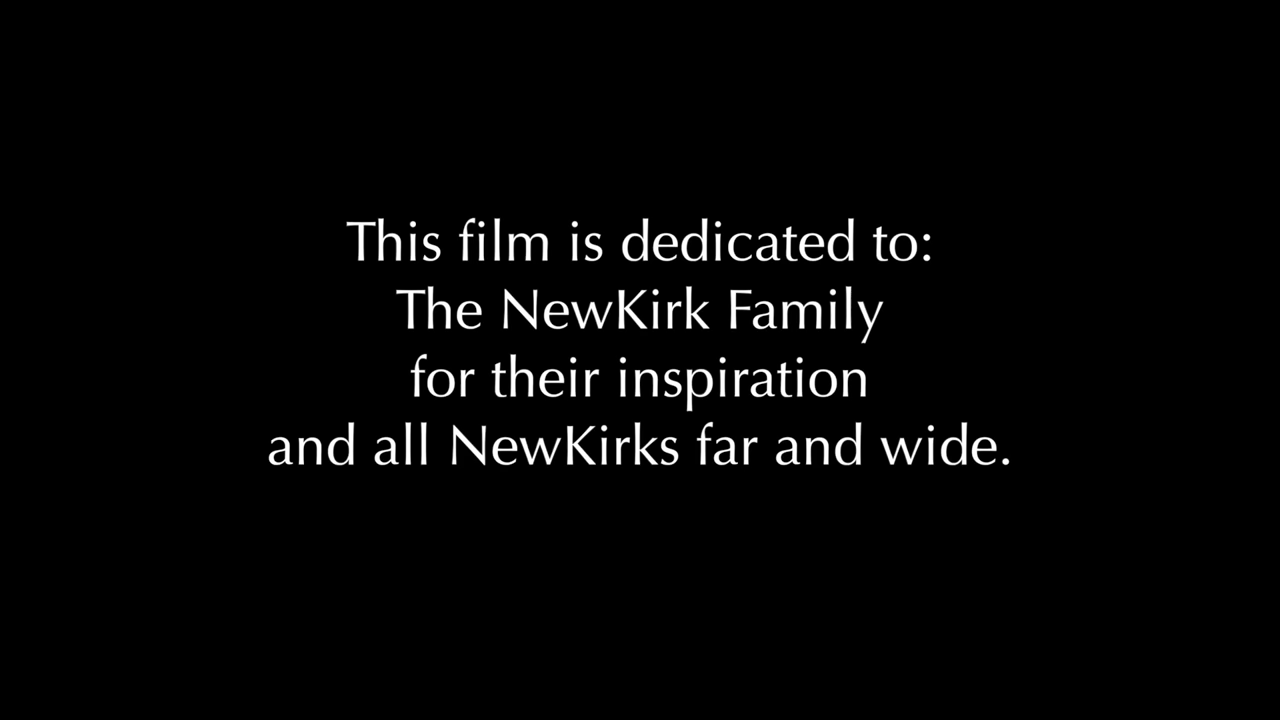 This film is dedicated to:
The NewKirk Family
for their inspiration
and all NewKirks far and wide.